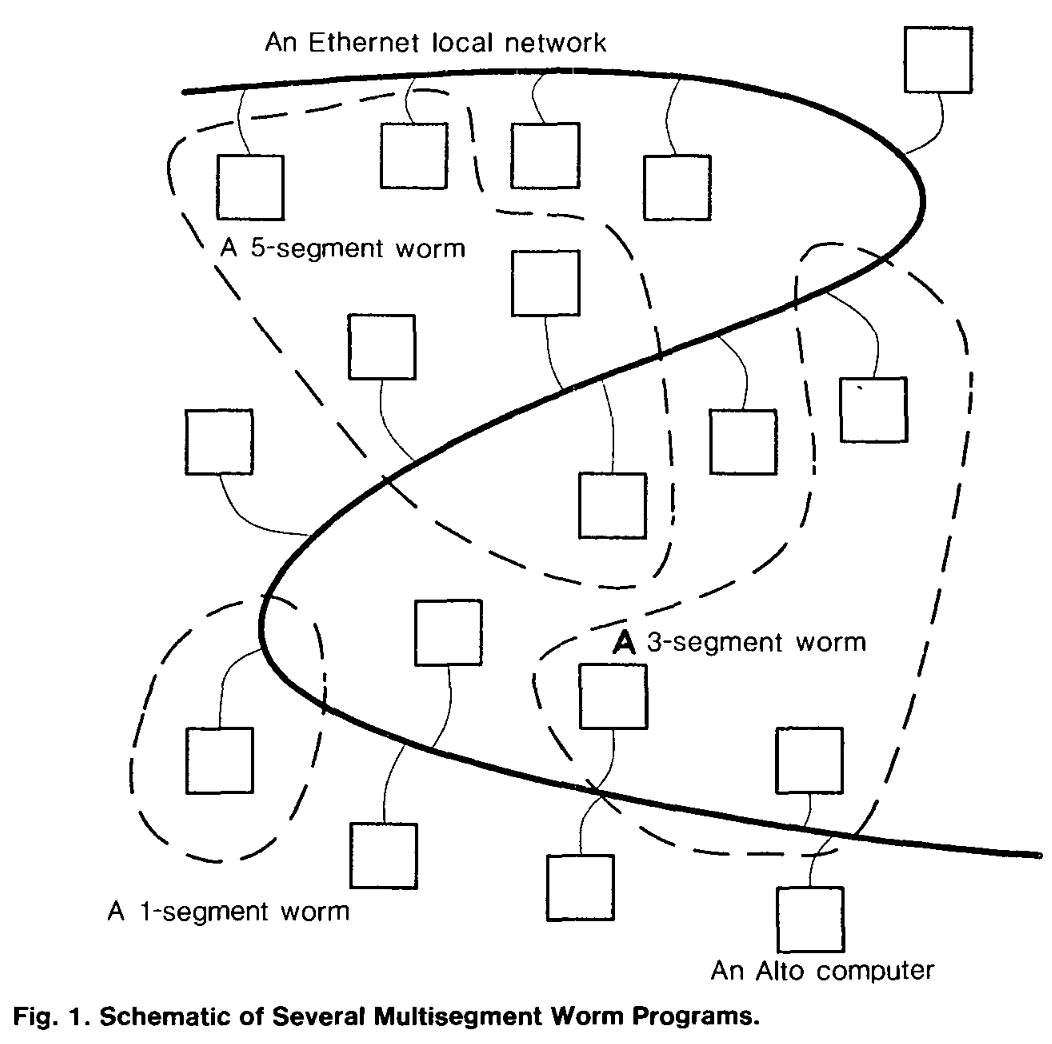 An Ethernet local network
A 5-segment worm
A 3-segment worm
A 1-segment worm
An Alto computer
Fig. 1. Schematic of Several Multisegment Worm Programs.